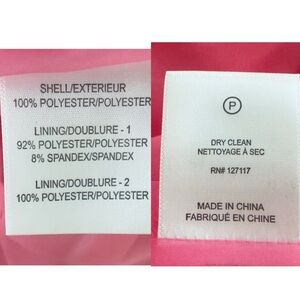 SHELL/EXTERIEUR
100% POLYESTER/POLYESTER
LINING/DOUBLURE - 1
92% POLYESTER/POLYESTER
8% SPANDEX/SPANDEX
LINING/DOUBLURE - 2
100% POLYESTER/POLYESTER
P
DRY CLEAN
NETTOYAGE À SEC
RN# 127117
MADE IN CHINA
FABRIQUÉ EN CHINE